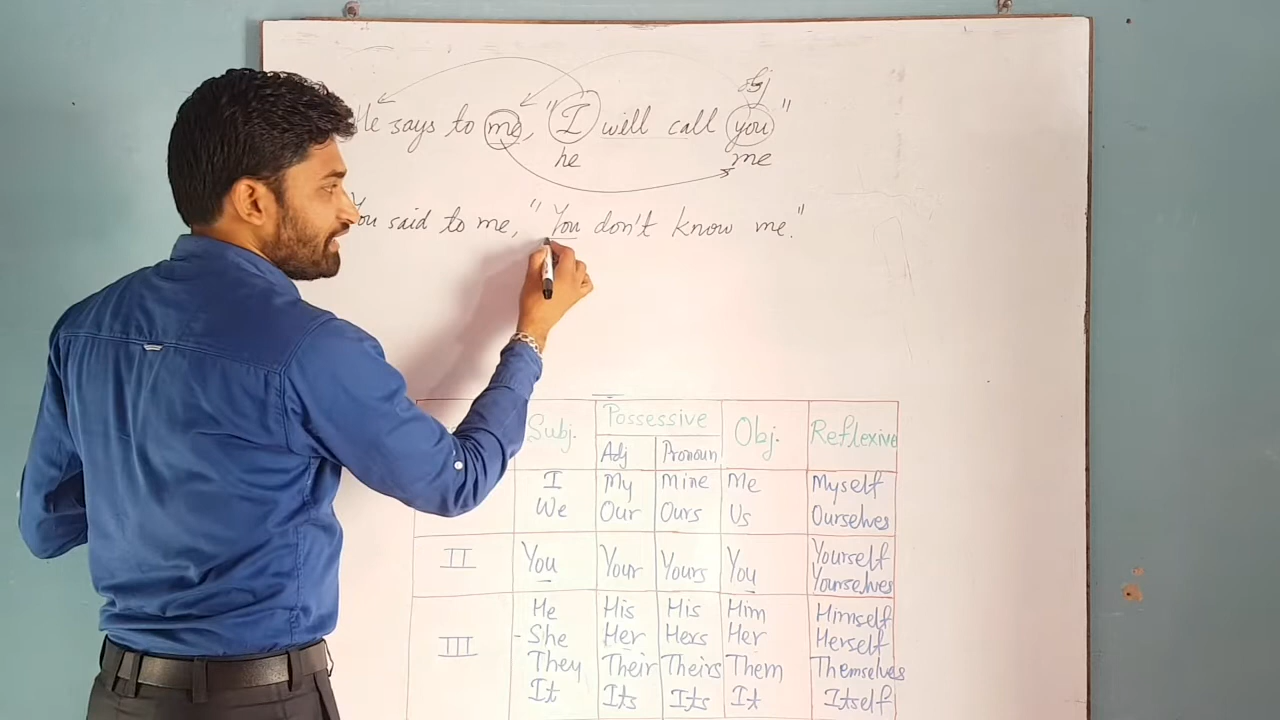 obj
He says to me, "I will call you"
he me
You said to me, "You don't know me."
Subj. Possessive Obj. Reflexive
Adj Pronoun
I My mine Me Myself
We Our Ours Us Ourselves
II You Your Yours You Yourself
Yourselves
He His His Him Himself
III She Her Hers Her Herself
They Their Theirs Them Themselves
It Its Its It Itself